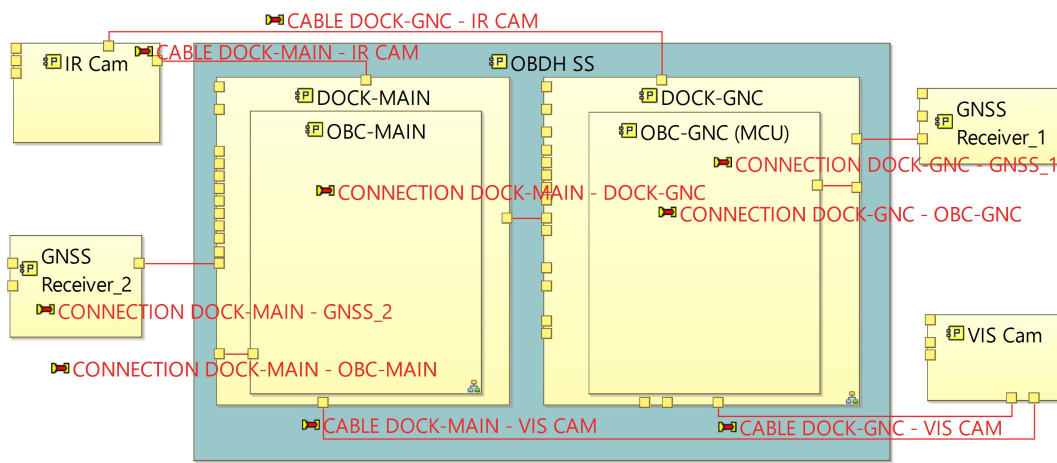 CABLE DOCK-GNC - IR CAM
CABLE DOCK-MAIN - IR CAM
IR Cam
OBDH SS
DOCK-MAIN
DOCK-GNC
OBC-MAIN
OBC-GNC (MCU)
GNSS
Receiver_1
CONNECTION DOCK-GNC - GNSS_1
CONNECTION DOCK-MAIN - DOCK-GNC
CONNECTION DOCK-GNC - OBC-GNC
GNSS
Receiver_2
CONNECTION DOCK-MAIN - GNSS_2
VIS Cam
CONNECTION DOCK-MAIN - OBC-MAIN
CABLE DOCK-MAIN - VIS CAM
CABLE DOCK-GNC - VIS CAM